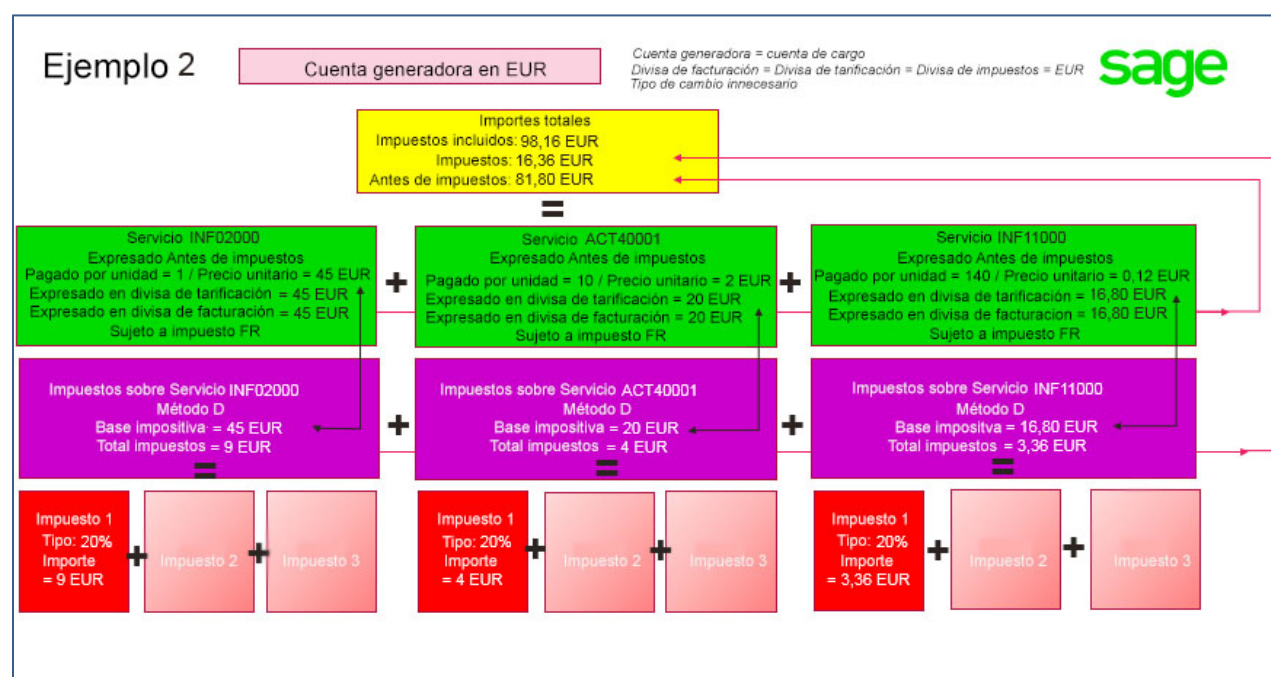 Ejemplo 2
Cuenta generadora en EUR
Cuenta generadora = cuenta de cargo
Divisa de facturación = Divisa de tarificación = Divisa de impuestos = EUR
Tipo de cambio innecesario
sage
Importes totales
Impuestos incluidos: 98,16 EUR
Impuestos: 16,36 EUR
Antes de impuestos: 81,80 EUR
=
Servicio INF02000
Expresado Antes de impuestos
Pagado por unidad = 1 / Precio unitario = 45 EUR
Expresado en divisa de tarificación = 45 EUR
Expresado en divisa de facturación = 45 EUR
Sujeto a impuesto FR
+
Servicio ACT40001
Expresado Antes de impuestos
Pagado por unidad = 10 / Precio unitario = 2 EUR
Expresado en divisa de tarificación = 20 EUR
Expresado en divisa de facturación = 20 EUR
Sujeto a impuesto FR
+
Servicio INF11000
Expresado Antes de impuestos
Pagado por unidad = 140 / Precio unitario = 0,12 EUR
Expresado en divisa de tarificación = 16,80 EUR
Expresado en divisa de facturacion = 16,80 EUR
Sujeto a impuesto FR
Impuestos sobre Servicio INF02000
Método D
Base impositiva = 45 EUR
Total impuestos = 9 EUR
=
+
Impuestos sobre Servicio ACT40001
Método D
Base impositiva = 20 EUR
Total impuestos = 4 EUR
=
+
Impuestos sobre Servicio INF11000
Método D
Base impositva = 16,80 EUR
Total impuestos = 3,36 EUR
=
Impuesto 1
Tipo: 20%
Importe
= 9 EUR
+
Impuesto 2
+
Impuesto 3
Impuesto 1
Tipo: 20%
Importe
= 4 EUR
+
Impuesto 2
+
Impuesto 3
Impuesto 1
Tipo: 20%
Importe
= 3,36 EUR
+
Impuesto 2
+
Impuesto 3